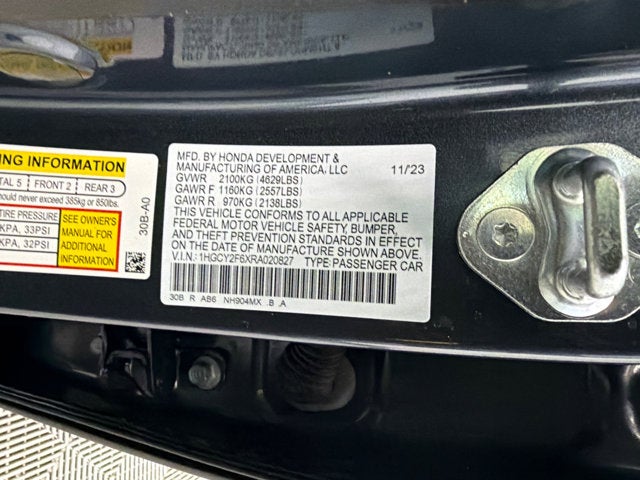 NG INFORMATION
TAL 5 FRONT 2 REAR 3
hould never exceed 385kg or 850lbs.
TIRE PRESSURE
KPA, 33PSI
KPA, 32PSI
SEE OWNER'S
MANUAL FOR
ADDITIONAL
INFORMATION
30B-A0
MFD. BY HONDA DEVELOPMENT &
MANUFACTURING OF AMERICA, LLC 11/23
GVWR 2100KG (4629LBS)
GAWR F 1160KG (2557LBS)
GAWR R 970KG (2138LBS)
THIS VEHICLE CONFORMS TO ALL APPLICABLE
FEDERAL MOTOR VEHICLE SAFETY, BUMPER,
AND THEFT PREVENTION STANDARDS IN EFFECT
ON THE DATE OF MANUFACTURE SHOWN ABOVE.
V.I.N.: 1HGCY2F6XRA020827 TYPE PASSENGER CAR
30B R AB6 NH904MX .B .A